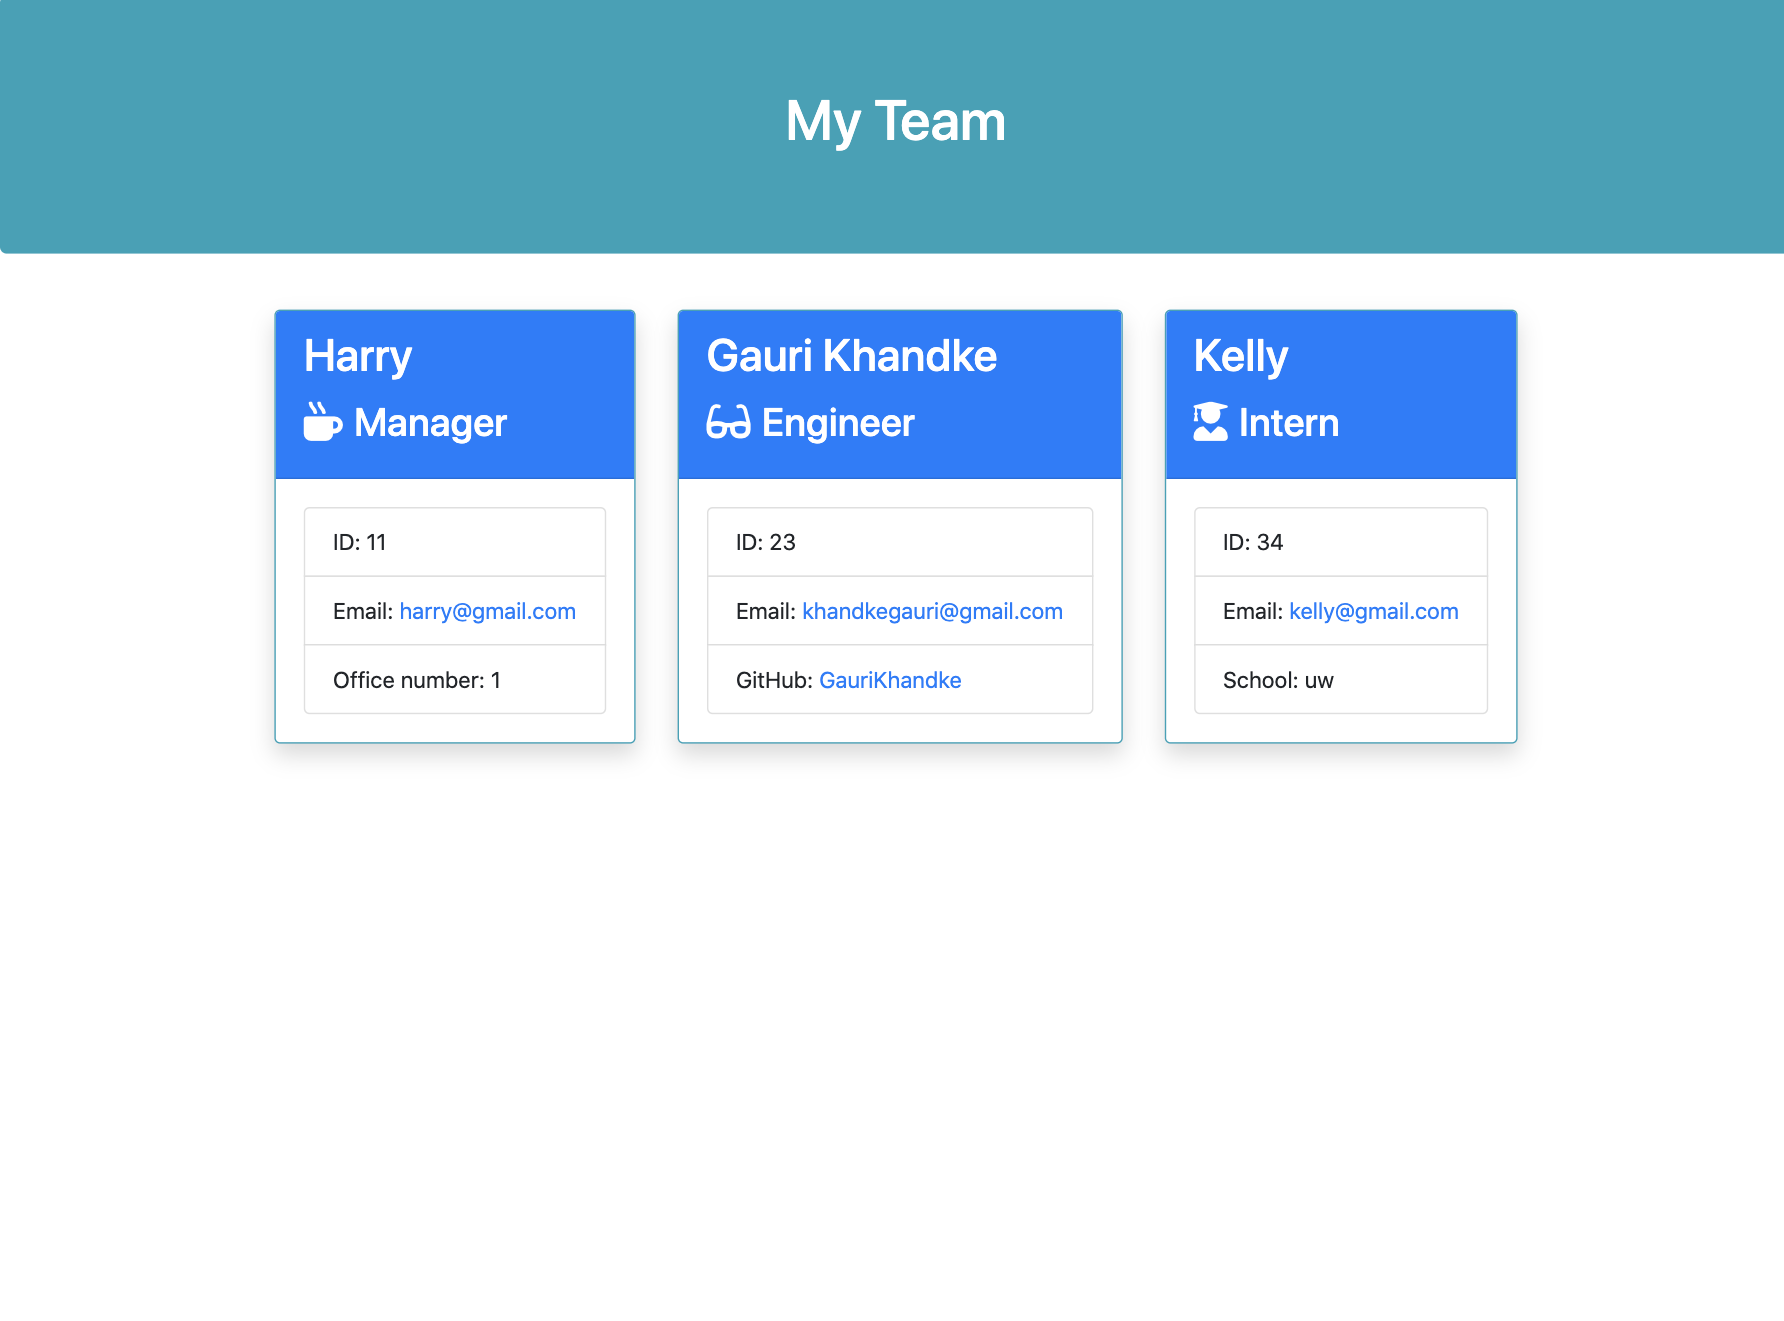 My Team
Harry
Manager
ID: 11
Email: harry@gmail.com
Office number: 1
Gauri Khandke
Engineer
ID: 23
Email: khandkegauri@gmail.com
GitHub: GauriKhandke
Kelly
Intern
ID: 34
Email: kelly@gmail.com
School: uw